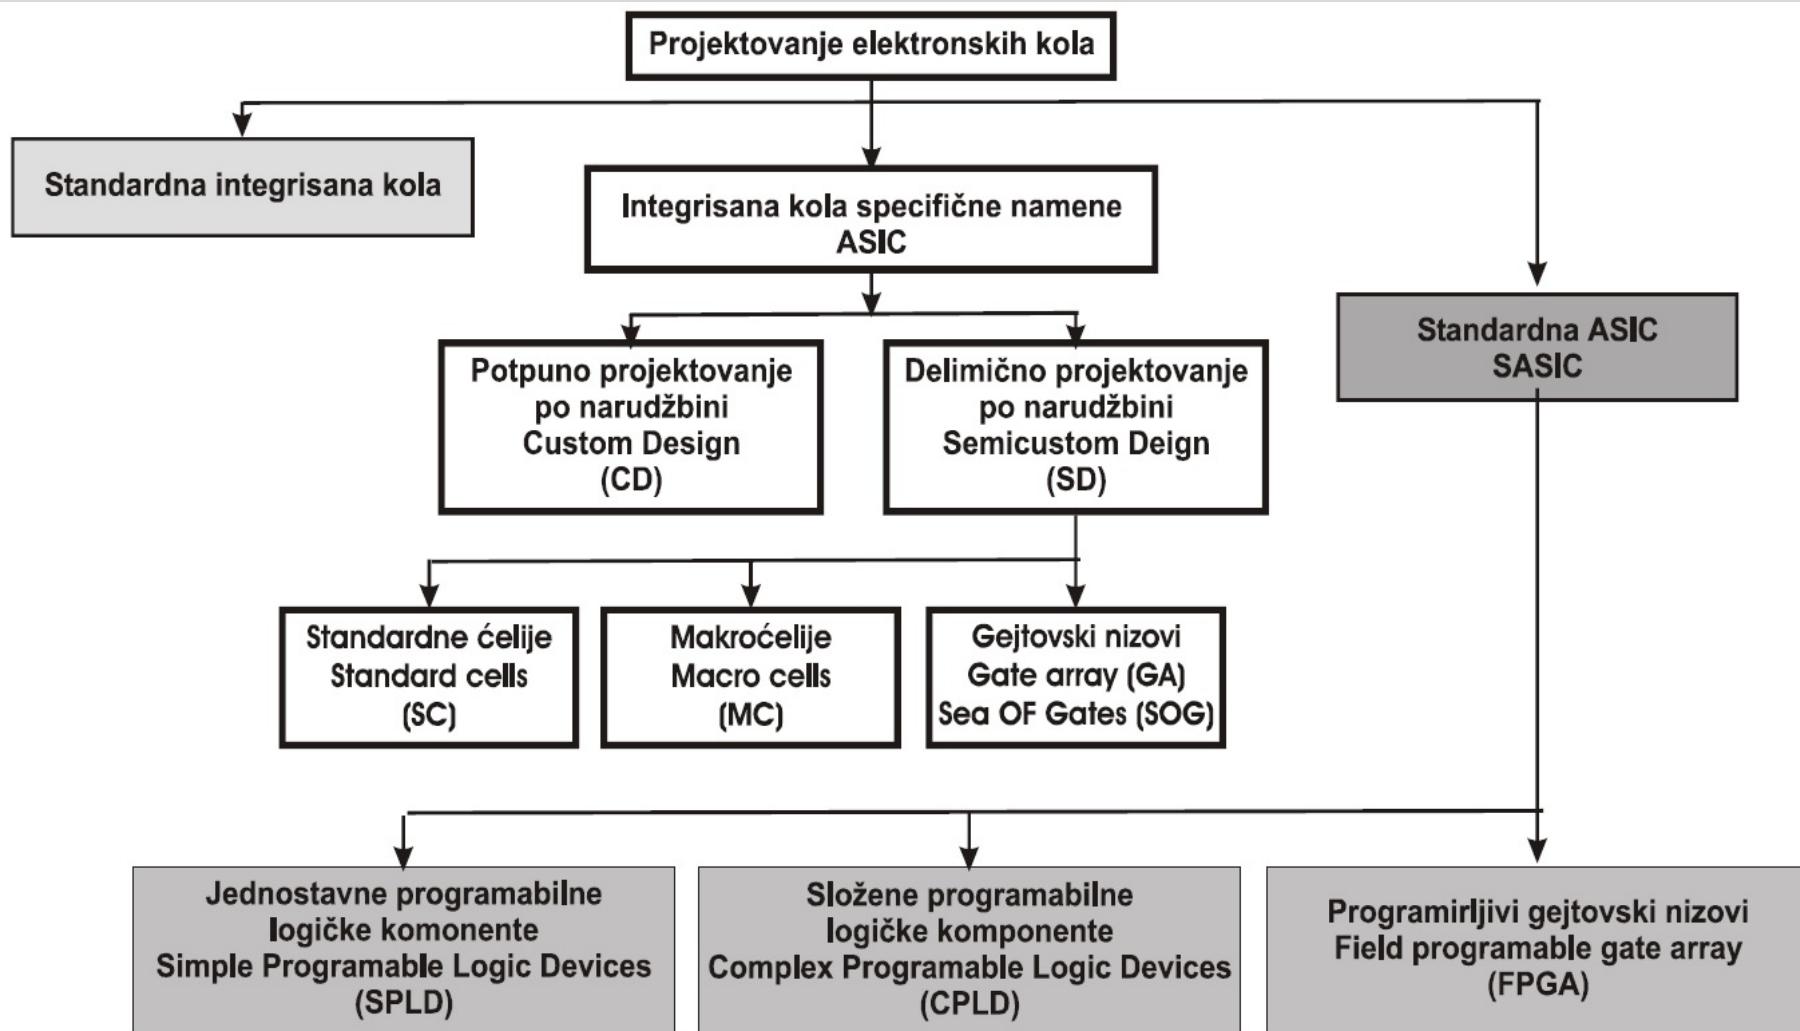 Projektovanje elektronskih kola
Standardna integrisana kola
Integrisana kola specifične namene
ASIC
Standardna ASIC
SASIC
Potpuno projektovanje
po narudžbini
Custom Design
(CD)
Delimično projektovanje
po narudžbini
Semicustom Deign
(SD)
Standardne ćelije
Standard cells
(SC)
Makroćelije
Macro cells
(MC)
Gejtovski nizovi
Gate array (GA)
Sea OF Gates (SOG)
Jednostavne programabilne
logičke komonente
Simple Programable Logic Devices
(SPLD)
Složene programabilne
logičke komponente
Complex Programable Logic Devices
(CPLD)
Programirljivi gejtovski nizovi
Field programable gate array
(FPGA)